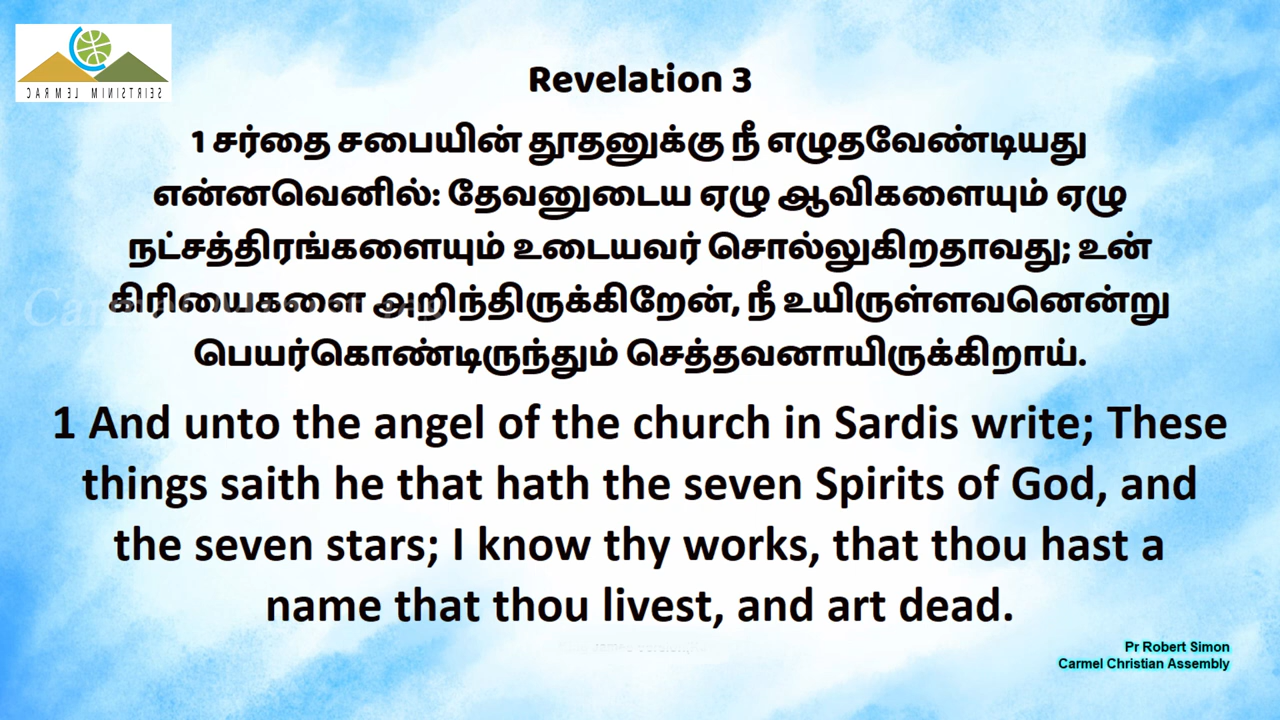 CARMEL MINISTRIES
Revelation 3
1 சர்தை சபையின் தூதனுக்கு நீ எழுதவேண்டியது
என்னவெனில்: தேவனுடைய ஏழு ஆவிகளையும் ஏழு
நட்சத்திரங்களையும் உடையவர் சொல்லுகிறதாவது; உன்
கிரியைகளை அறிந்திருக்கிறேன், நீ உயிருள்ளவனென்று
பெயர்கொண்டிருந்தும் செத்தவனாயிருக்கிறாய்.
1 And unto the angel of the church in Sardis write; These
things saith he that hath the seven Spirits of God, and
the seven stars; I know thy works, that thou hast a
name that thou livest, and art dead.
Pr Robert Simon
Carmel Christian Assembly